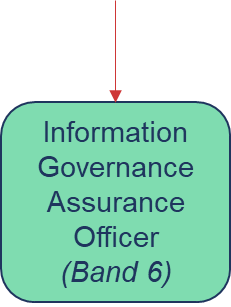 Information
Governance
Assurance
Officer
(Band 6)